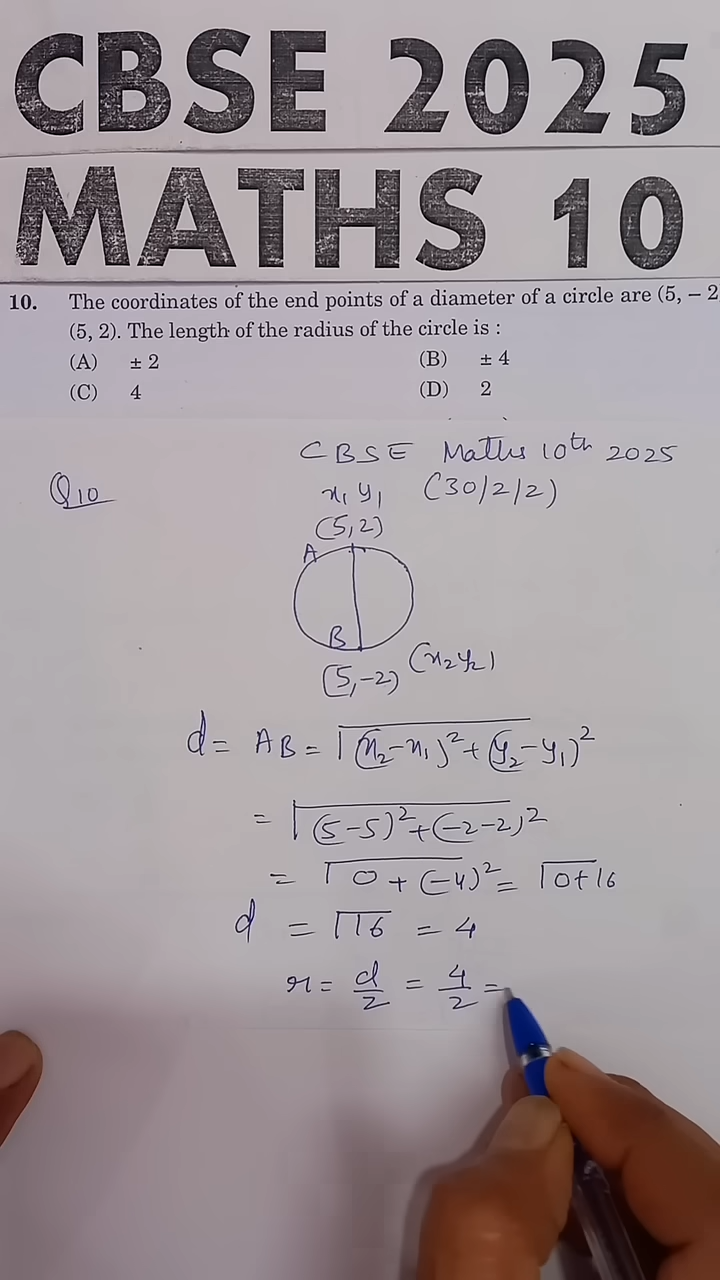 CBSE 2025
MATHS 10
10. The coordinates of the end points of a diameter of a circle are (5, – 2
(5, 2). The length of the radius of the circle is :
(A) ± 2 (B) ± 4
(C) 4 (D) 2
CBSE Maths 10th 2025
Q10 x₁ y₁ (30/2/2)
(5,2)
A
B
(x₂y₂)
(5,-2)
d = AB = √(x₂-x₁)²+(y₂-y₁)²
= √(5-5)²+(-2-2)²
= √0+(-4)² = √0+16
d = √16 = 4
r = d/2 = 4/2 =